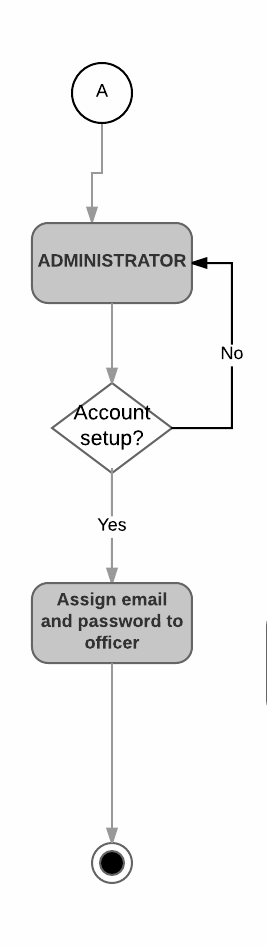 A
ADMINISTRATOR
No
Account
setup?
Yes
Assign email
and password to
officer